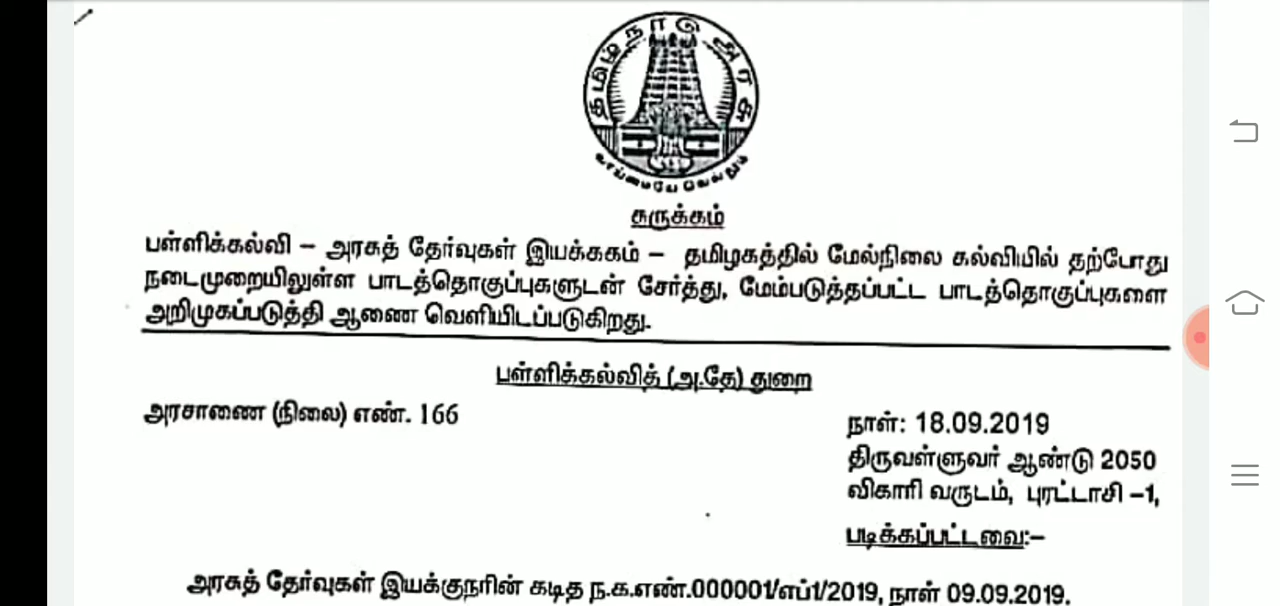 தமிழ்நாடு அரசு
வாய்மையே வெல்லும்
சுருக்கம்
பள்ளிக்கல்வி – அரசுத் தேர்வுகள் இயக்ககம் – தமிழகத்தில் மேல்நிலை கல்வியில் தற்போது
நடைமுறையிலுள்ள பாடத்தொகுப்புகளுடன் சேர்த்து, மேம்படுத்தப்பட்ட பாடத்தொகுப்புகளை
அறிமுகப்படுத்தி ஆணை வெளியிடப்படுகிறது.
பள்ளிக்கல்வித் (அ.தே) துறை
அரசாணை (நிலை) எண். 166
நாள்: 18.09.2019
திருவள்ளுவர் ஆண்டு 2050
விகாரி வருடம், புரட்டாசி –1,
படிக்கப்பட்டவை:–
அரசுத் தேர்வுகள் இயக்குநரின் கடித ந.க.எண்.000001/எப்1/2019, நாள் 09.09.2019.